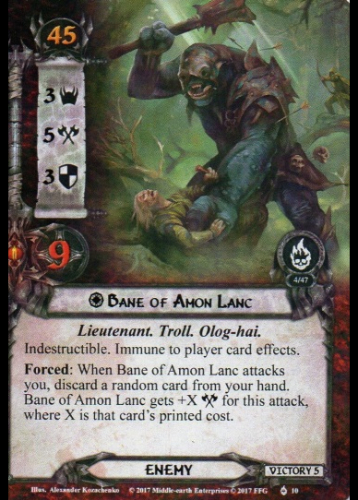 45
3
5
3
9
4/47
Bane of Amon Lanc
Lieutenant. Troll. Olog-hai.
Indestructible. Immune to player card effects.
Forced: When Bane of Amon Lanc attacks
you, discard a random card from your hand.
Bane of Amon Lanc gets +X for this attack,
where X is that card's printed cost.
ENEMY
VICTORY 5
Illus. Alexander Kozachenko © 2017 Middle-earth Enterprises © 2017 FFG 10